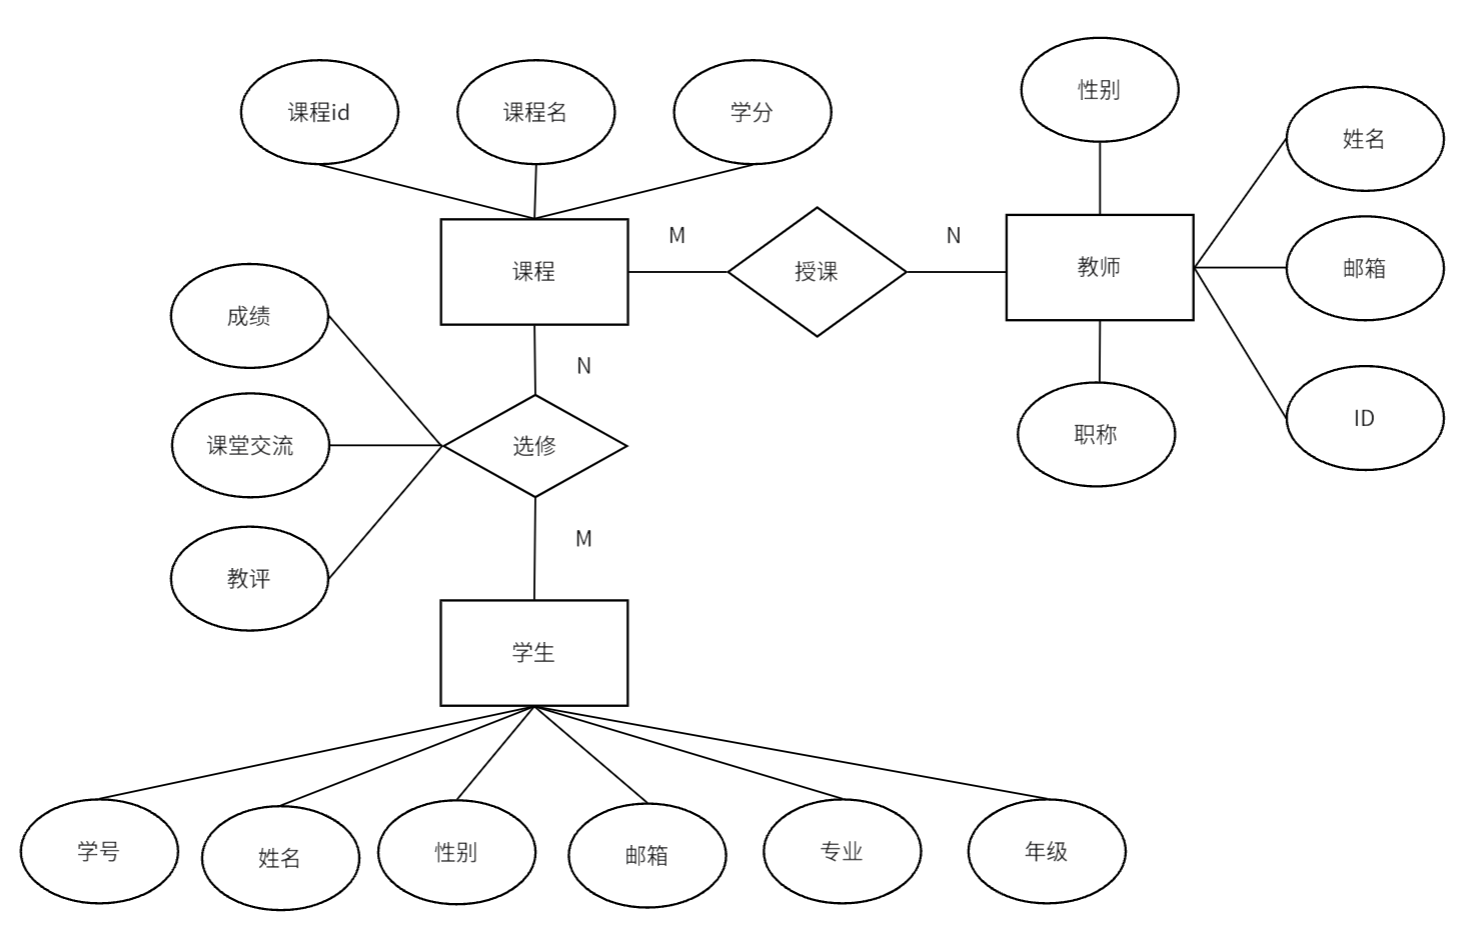 性别
课程id
课程名
学分
姓名
M
N
课程
授课
教师
邮箱
成绩
N
ID
职称
课堂交流
选修
M
教评
学生
学号
姓名
性别
邮箱
专业
年级